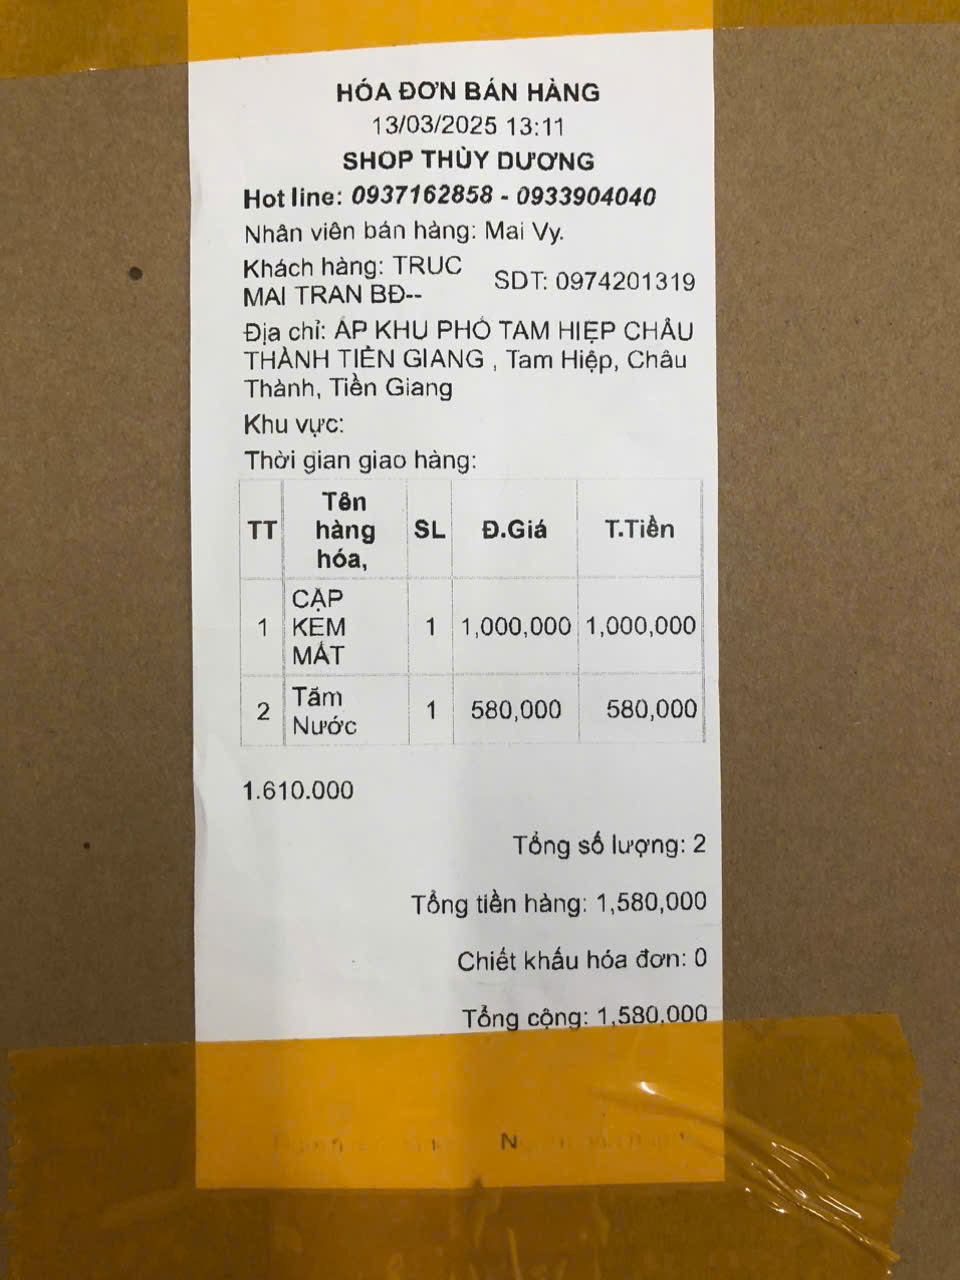 HÓA ĐƠN BÁN HÀNG
13/03/2025 13:11
SHOP THÙY DƯƠNG
Hot line: 0937162858 - 0933904040
Nhân viên bán hàng: Mai Vy.
Khách hàng: TRUC MAI TRAN BĐ--
SDT: 0974201319
Địa chỉ: ÁP KHU PHỐ TAM HIỆP CHÂU
THÀNH TIỀN GIANG , Tam Hiệp, Châu
Thành, Tiền Giang
Khu vực:
Thời gian giao hàng:
TT Tên hàng hóa, SL Đ.Giá T.Tiền
1 CẶP KEM MẮT 1 1,000,000 1,000,000
2 Tăm Nước 1 580,000 580,000
1.610.000
Tổng số lượng: 2
Tổng tiền hàng: 1,580,000
Chiết khấu hóa đơn: 0
Tổng cộng: 1,580,000